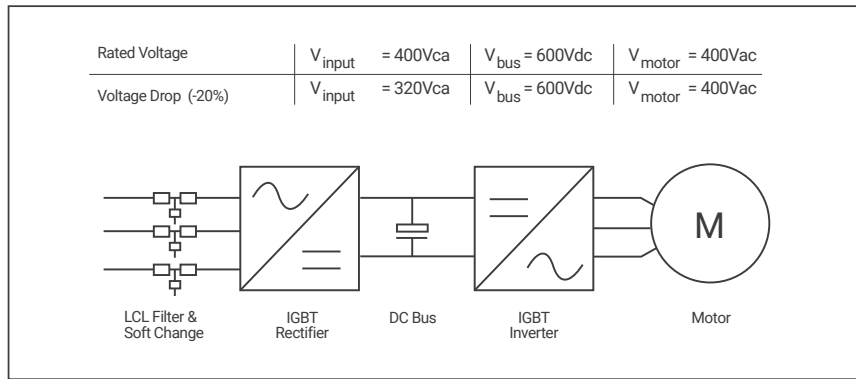 Rated Voltage V input = 400Vca V bus = 600Vdc V motor = 400Vac
Voltage Drop (-20%) V input = 320Vca V bus = 600Vdc V motor = 400Vac
M
LCL Filter & Soft Change
IGBT Rectifier
DC Bus
IGBT Inverter
Motor